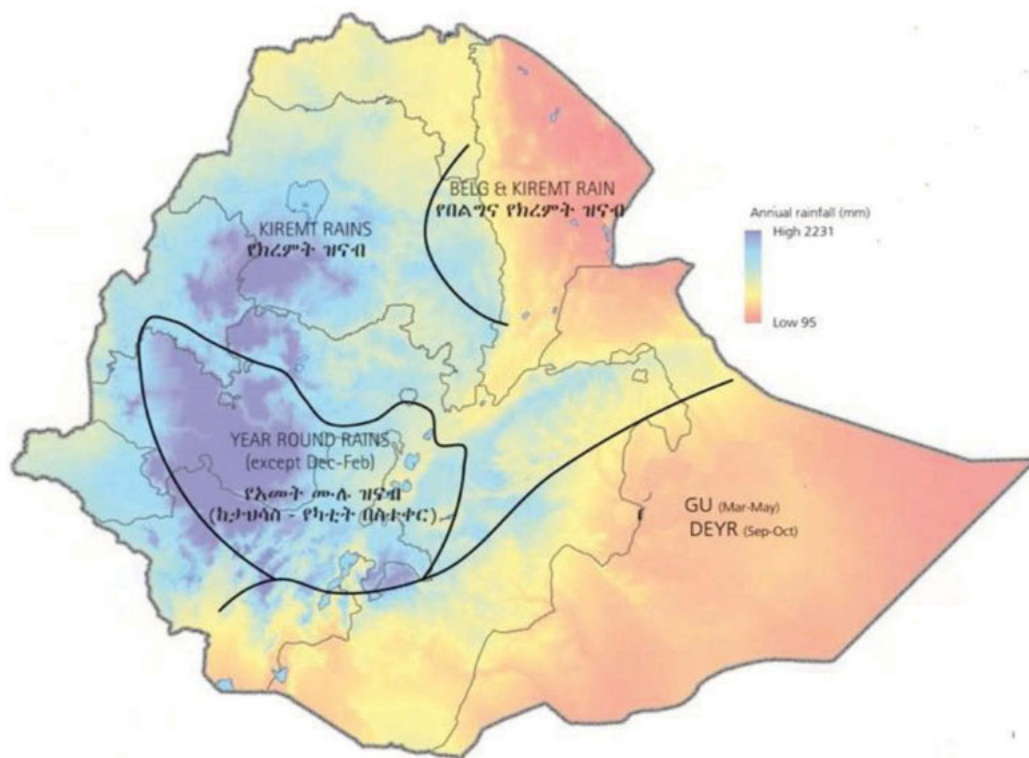 BELG & KIREMT RAIN
የበልግና የክረምት ዝናብ
KIREMT RAINS
የክረምት ዝናብ
Annual rainfall (mm)
High 2231
Low 95
YEAR ROUND RAINS
(except Dec-Feb)
የአመት ሙሉ ዝናብ
(ከታህሳስ - የካቲት በስተቀር)
GU (Mar-May)
DEYR (Sep-Oct)